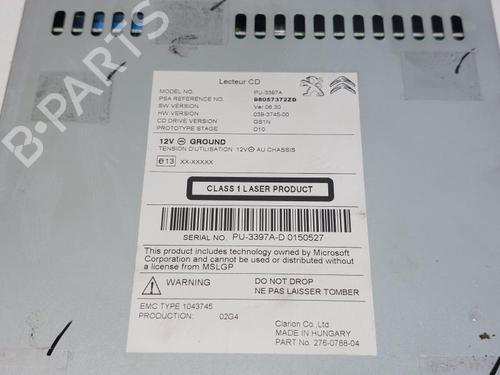 B-PARTS
Lecteur CD
MODEL NO. PU-3397A
PSA REFERENCE NO. 98057372ZD
SW VERSION Ver 06.30
HW VERSION 039-3745-00
CD DRIVE VERSION GS1N
PROTOTYPE STAGE D10
12V ⊖ GROUND
TENSION D'UTILISATION 12V ⊖ AU CHASSIS
e13 XX-XXXXX
CLASS 1 LASER PRODUCT
SERIAL NO. PU-3397A-D 0150527
This product includes technology owned by Microsoft
Corporation and cannot be used or distributed without
a license from MSLGP
WARNING
DO NOT DROP
NE PAS LAISSER TOMBER
EMC TYPE 1043745
PRODUCTION: 02G4
Clarion Co.,Ltd
MADE IN HUNGARY
PART No. 276-0788-04